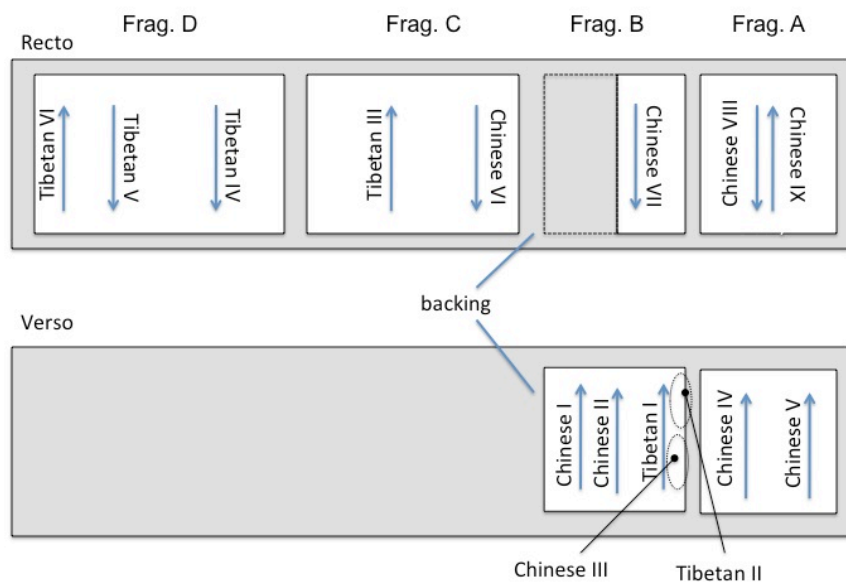 Frag. D
Frag. C
Frag. B
Frag. A
Recto
Tibetan VI
Tibetan V
Tibetan IV
Tibetan III
Chinese VI
Chinese VII
Chinese VIII
Chinese IX
backing
Verso
Chinese I
Chinese II
Tibetan I
Chinese IV
Chinese V
Chinese III
Tibetan II